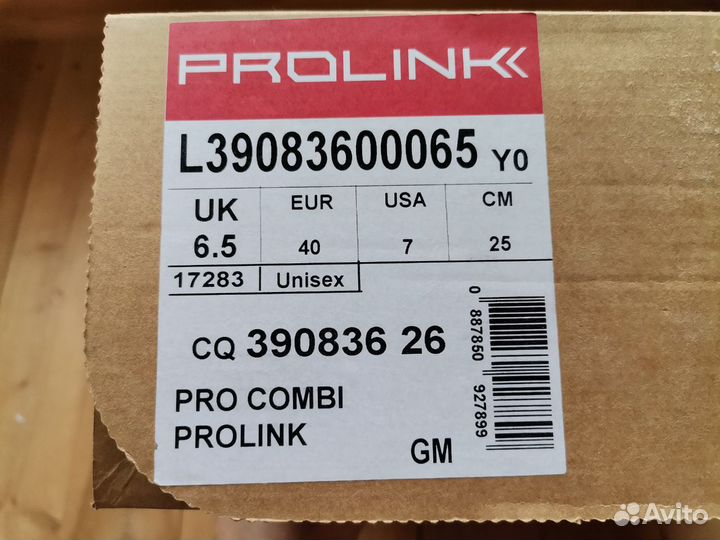 PROLINK
L39083600065 Y0
UK EUR USA CM
6.5 40 7 25
17283 Unisex
CQ 390836 26
0 887850 927899
PRO COMBI
PROLINK
GM
Avito